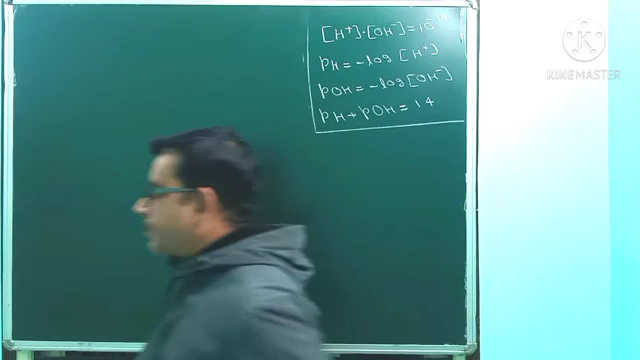 [H⁺]·[OH⁻] = 10⁻¹⁴
PH = -log [H⁺]
POH = -log [OH⁻]
PH + POH = 14
KINEMASTER